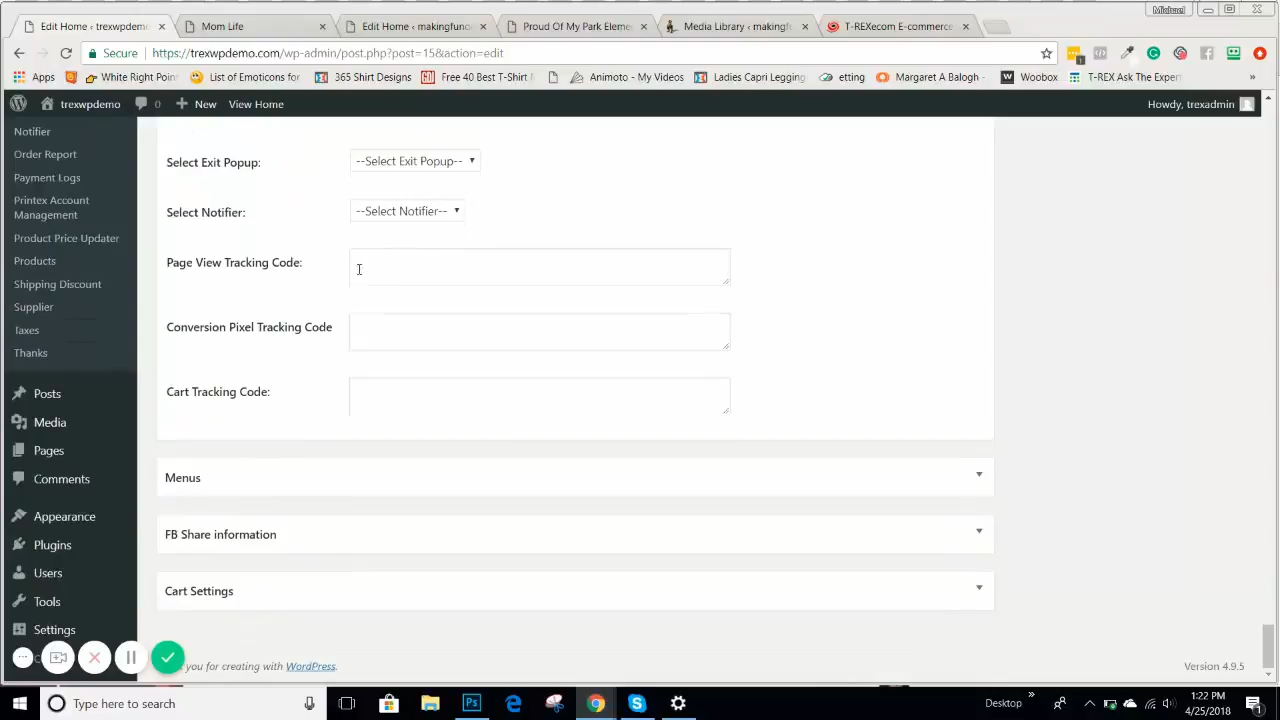 Michael
Edit Home ‹ trexwpdemo
Mom Life
Edit Home ‹ makingfuns
Proud Of My Park Eleme
Media Library ‹ makingf
T-REXecom E-commerce
Secure
https://trexwpdemo.com/wp-admin/post.php?post=15&action=edit
Apps
White Right Poin
List of Emoticons: F
365 Shirt Designs
Free 40 Best T-Shirt
Animoto - My Videos
Ladies Capri Legging
etting
Margaret A Balogh -
Woobox
T-REX Ask The Expert
»
trexwpdemo
0
New
View Home
Howdy, trexadmin
Notifier
Order Report
Payment Logs
Printex Account
Management
Product Price Updater
Products
Shipping Discount
Supplier
Taxes
Thanks
Posts
Media
Pages
Comments
Appearance
Plugins
Users
Tools
Settings
Select Exit Popup:
--Select Exit Popup--
Select Notifier:
--Select Notifier--
Page View Tracking Code:
Conversion Pixel Tracking Code
Cart Tracking Code:
Menus
FB Share information
Cart Settings
you for creating with WordPress.
Version 4.9.5
Type here to search
Desktop
»
1:22 PM
4/25/2018